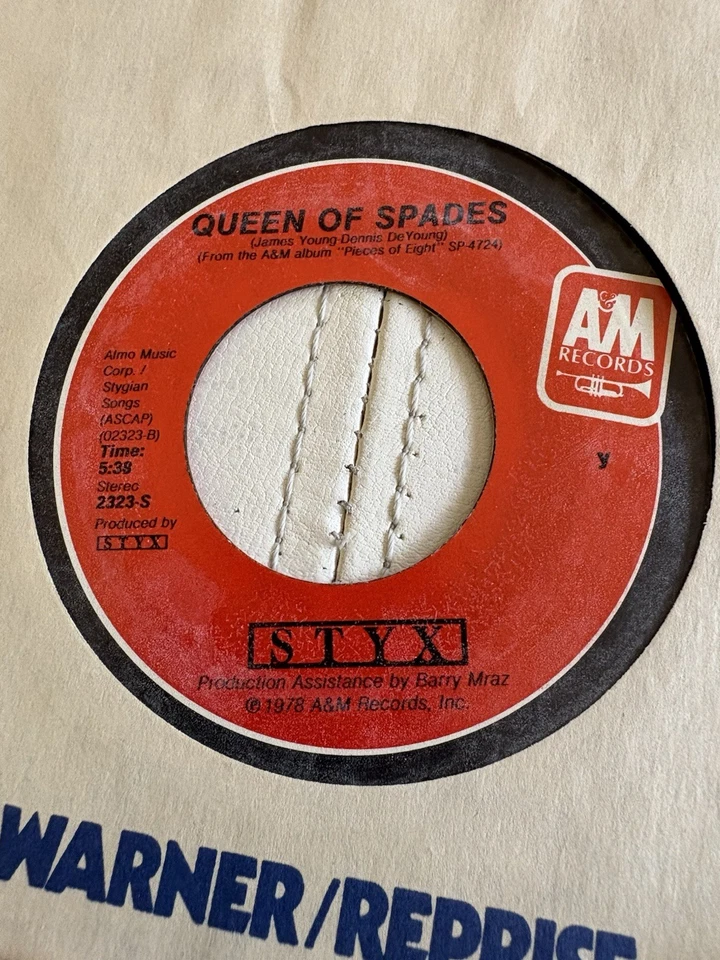 QUEEN OF SPADES
(James Young-Dennis DeYoung)
(From the A&M album "Pieces of Eight" SP-4724)
A&M
RECORDS
Almo Music
Corp. /
Stygian
Songs
(ASCAP)
(02323-B)
Time:
5:38
Stereo
2323-S
Produced by
STYX
y
STYX
Production Assistance by Barry Mraz
℗ 1978 A&M Records, Inc.
WARNER/REPRISE